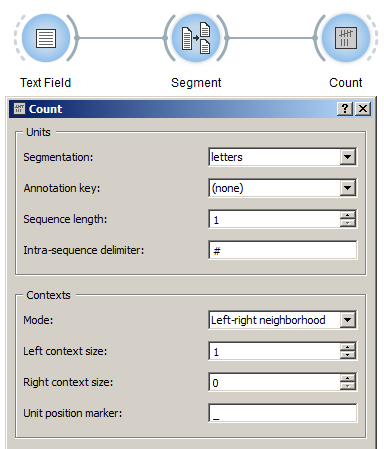 Text Field Segment Count
Count
Units
Segmentation: letters
Annotation key: (none)
Sequence length: 1
Intra-sequence delimiter: #
Contexts
Mode: Left-right neighborhood
Left context size: 1
Right context size: 0
Unit position marker: _